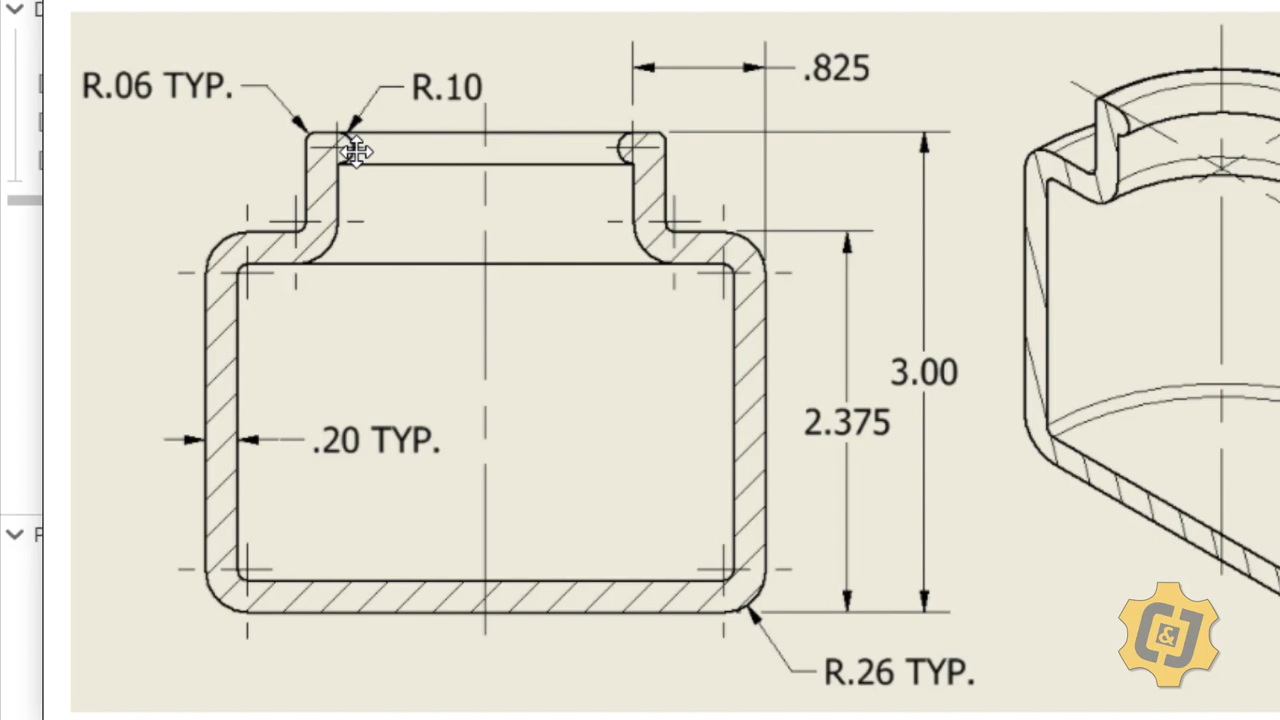 R.06 TYP.
R.10
.825
3.00
2.375
.20 TYP.
R.26 TYP.
C&J